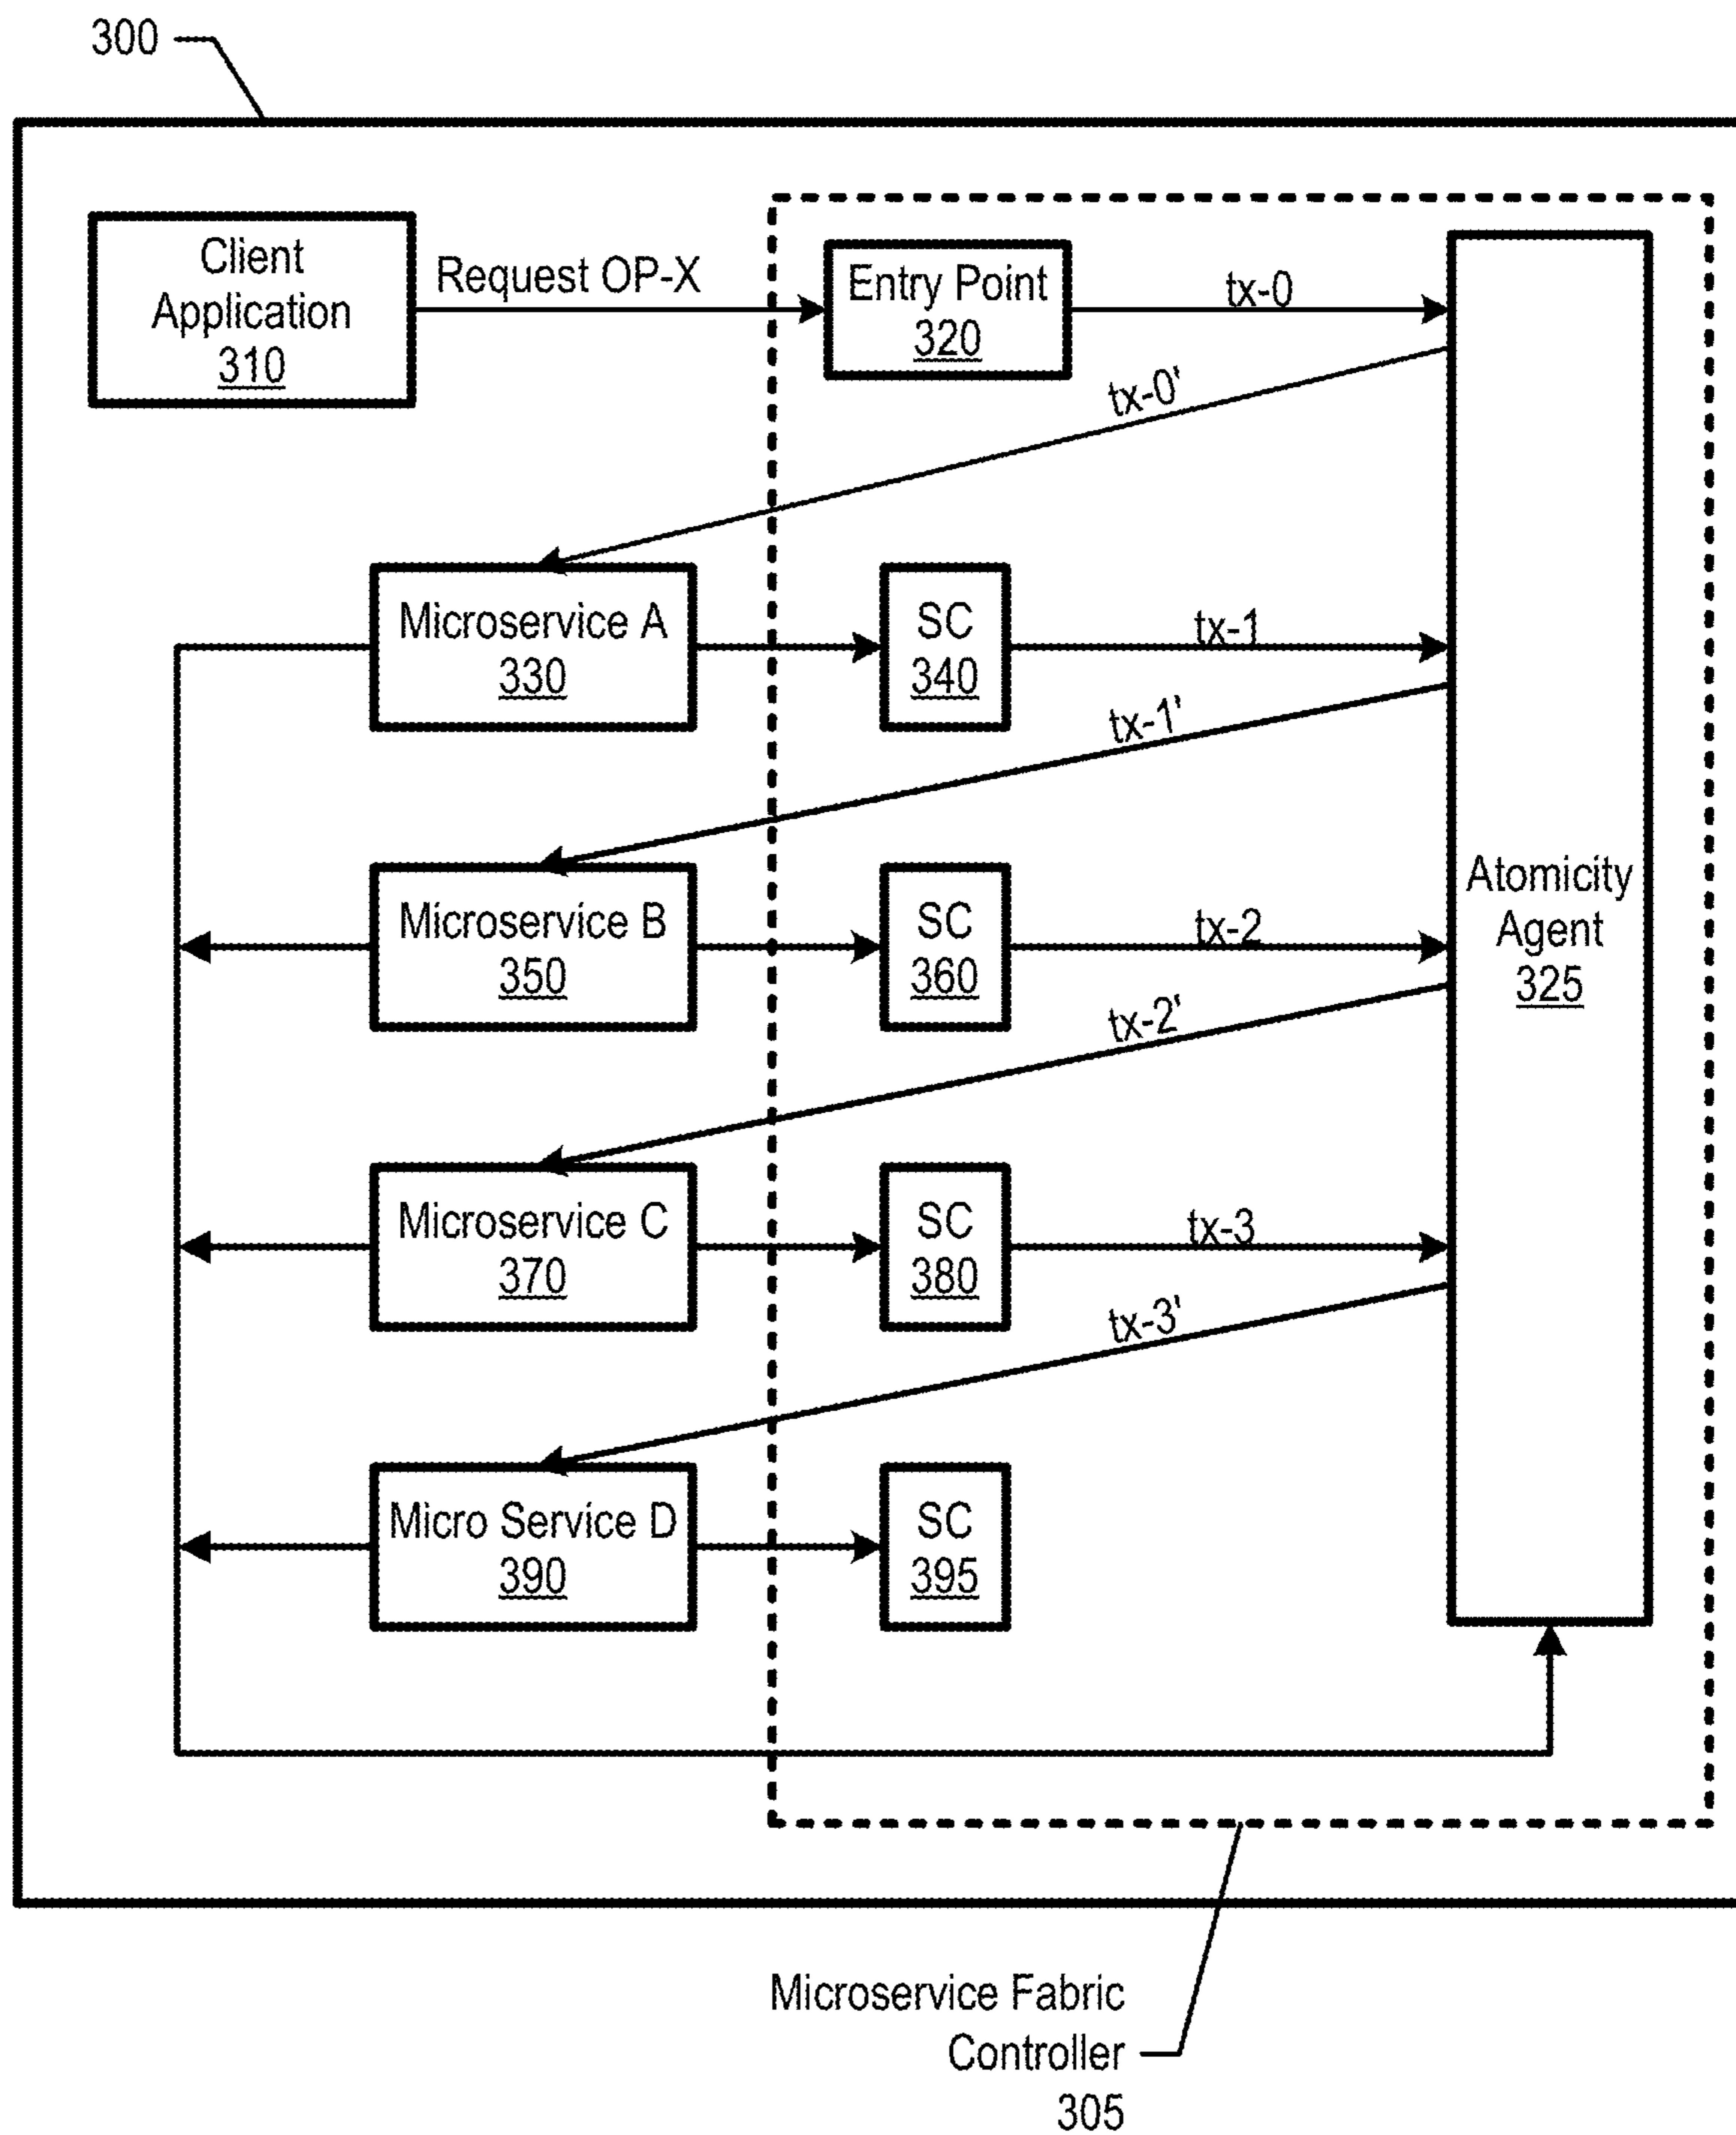 300
Client
Application
310
Request OP-X
Entry Point
320
tx-0
tx-0'
Microservice A
330
SC
340
tx-1
tx-1'
Microservice B
350
SC
360
tx-2
Atomicity
Agent
325
tx-2'
Microservice C
370
SC
380
tx-3
tx-3'
Micro Service D
390
SC
395
Microservice Fabric
Controller
305